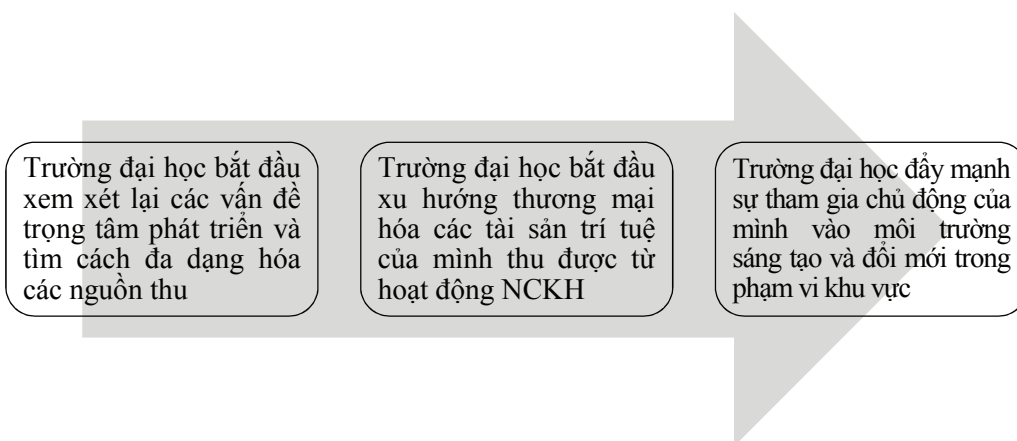 Trường đại học bắt đầu
xem xét lại các vấn đề
trọng tâm phát triển và
tìm cách đa dạng hóa
các nguồn thu
Trường đại học bắt đầu
xu hướng thương mại
hóa các tài sản trí tuệ
của mình thu được từ
hoạt động NCKH
Trường đại học đẩy mạnh
sự tham gia chủ động của
mình vào môi trường
sáng tạo và đổi mới trong
phạm vi khu vực